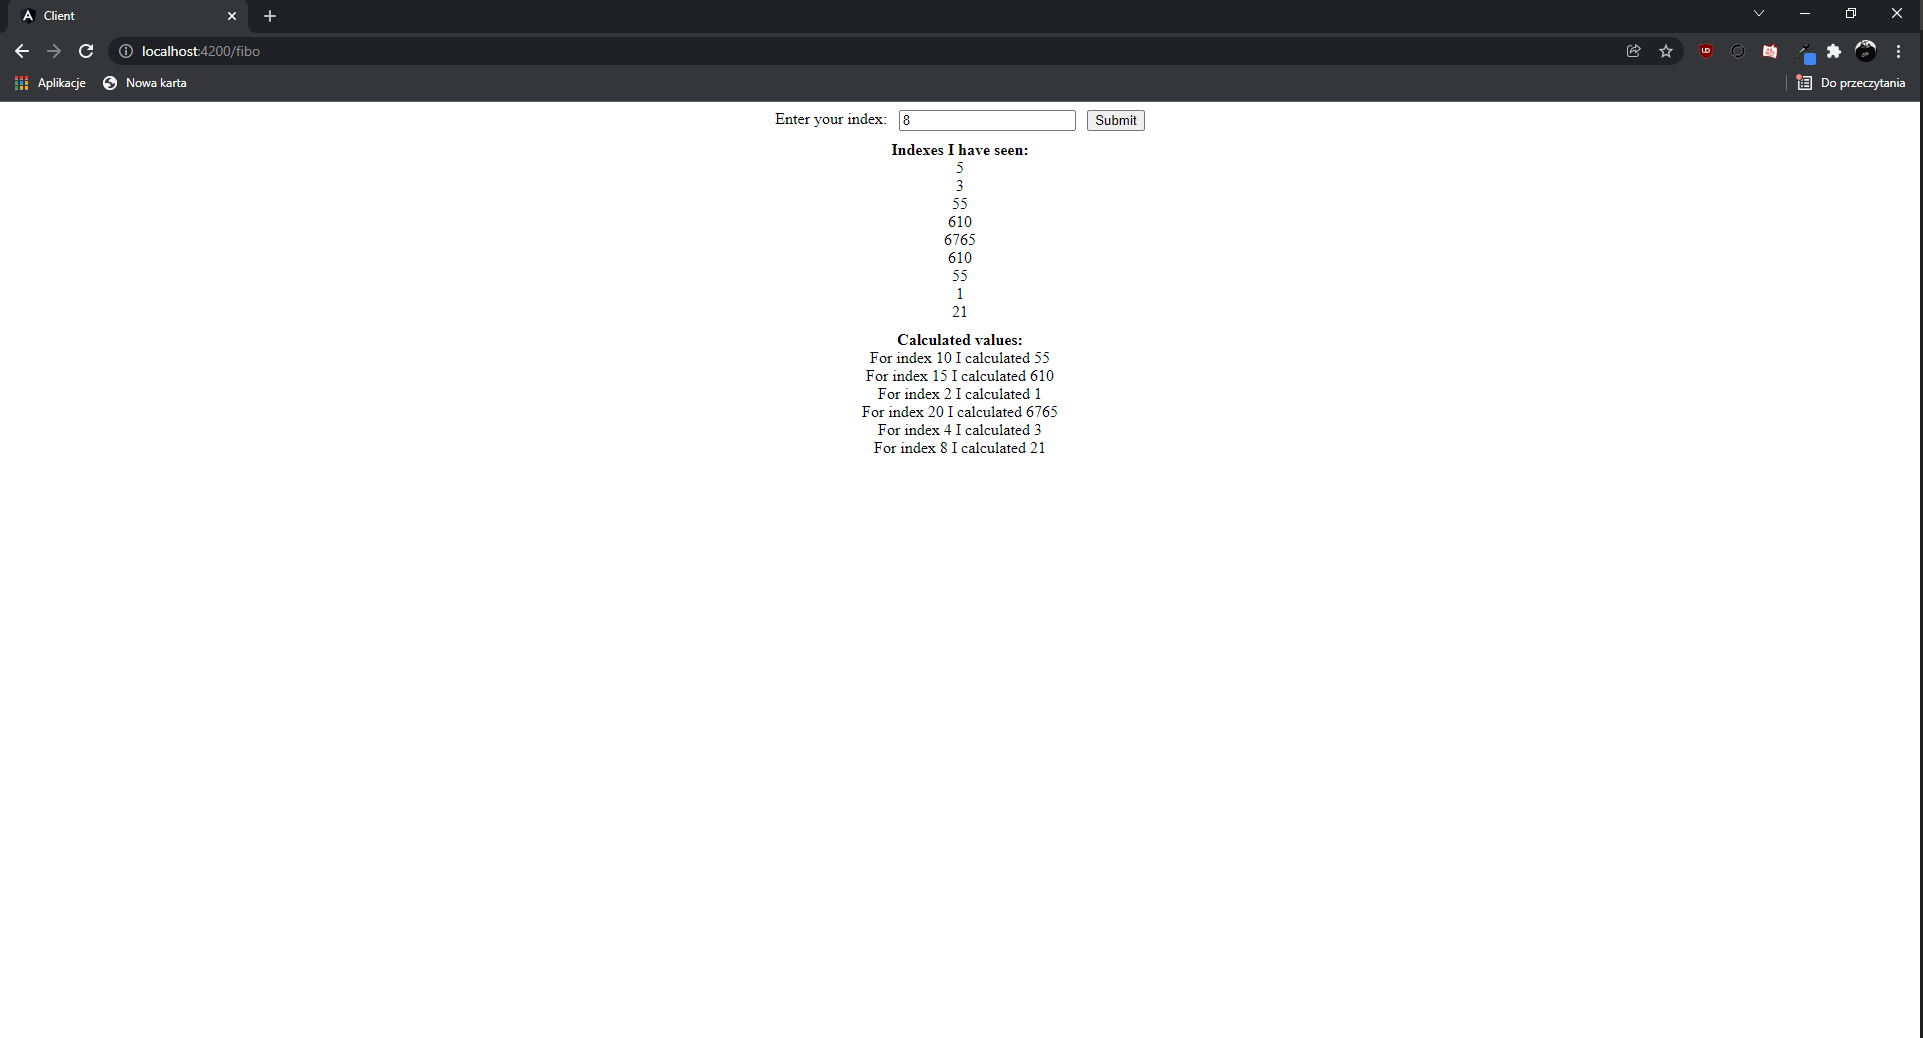 Client
localhost:4200/fibo
Aplikacje Nowa karta Do przeczytania
Enter your index: 8 Submit
Indexes I have seen:
5
3
55
610
6765
610
55
1
21
Calculated values:
For index 10 I calculated 55
For index 15 I calculated 610
For index 2 I calculated 1
For index 20 I calculated 6765
For index 4 I calculated 3
For index 8 I calculated 21